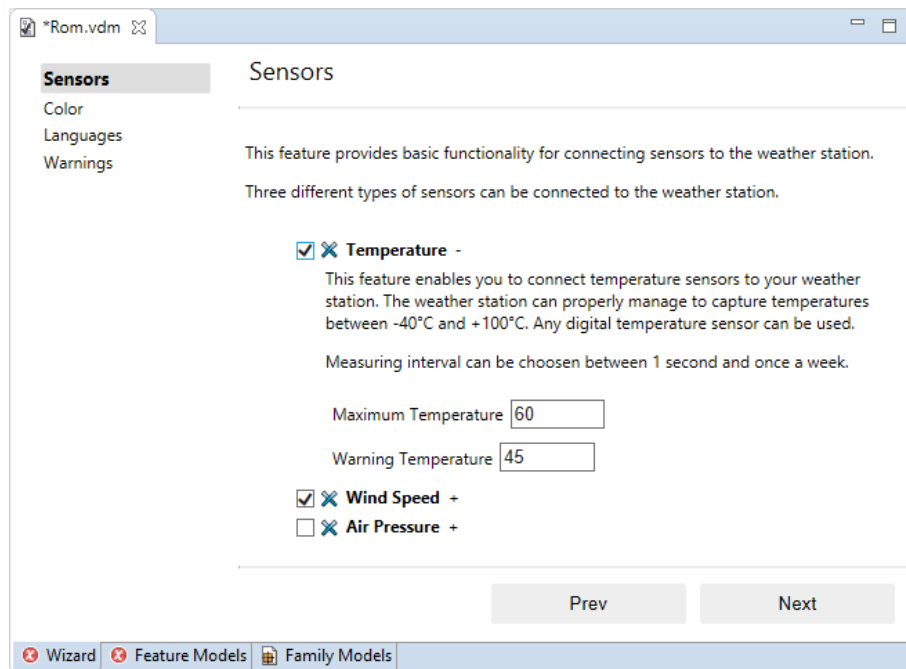 *Rom.vdm
Sensors
Color
Languages
Warnings
Sensors
This feature provides basic functionality for connecting sensors to the weather station.
Three different types of sensors can be connected to the weather station.
Temperature -
This feature enables you to connect temperature sensors to your weather
station. The weather station can properly manage to capture temperatures
between -40°C and +100°C. Any digital temperature sensor can be used.
Measuring interval can be choosen between 1 second and once a week.
Maximum Temperature 60
Warning Temperature 45
Wind Speed +
Air Pressure +
Prev Next
Wizard Feature Models Family Models